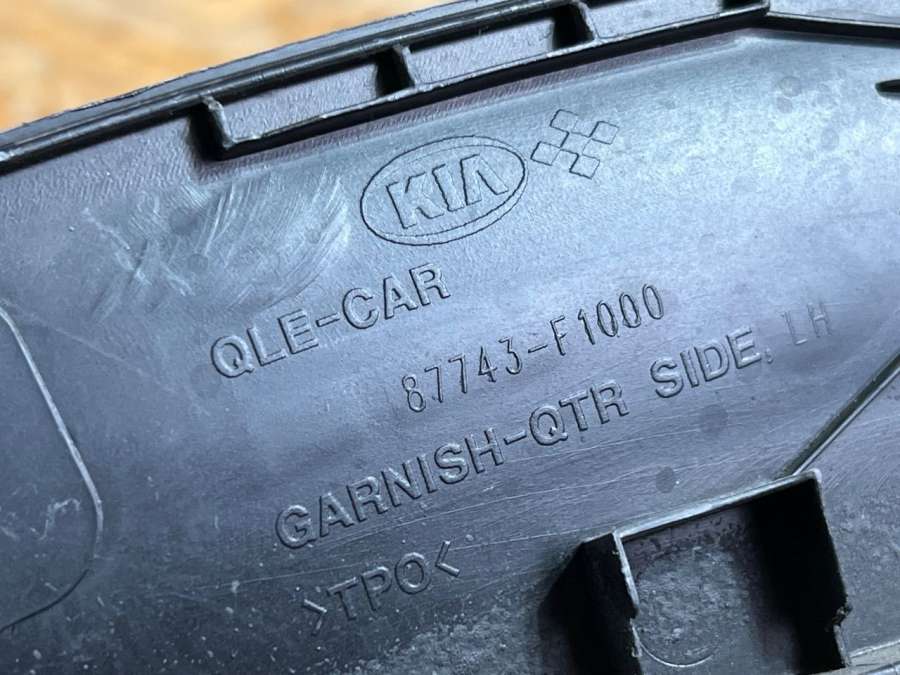 KIA
QLE-CAR
87743-F1000
GARNISH-QTR SIDE, LH
>TPO<